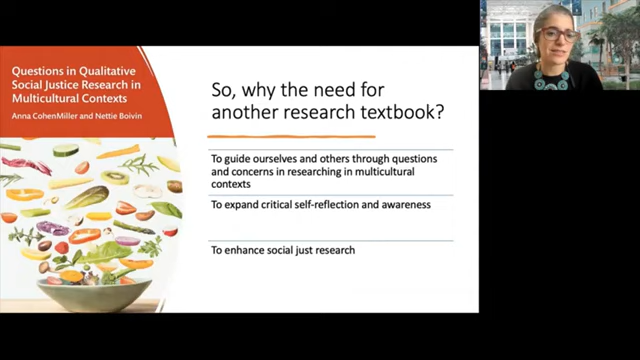 Questions in Qualitative
Social Justice Research in
Multicultural Contexts
Anna CohenMiller and Nettie Boivin
So, why the need for
another research textbook?
To guide ourselves and others through questions
and concerns in researching in multicultural
contexts
To expand critical self-reflection and awareness
To enhance social just research